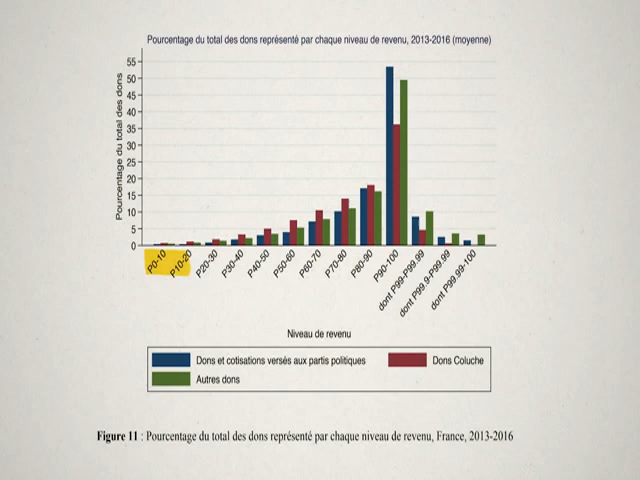 Pourcentage du total des dons représenté par chaque niveau de revenu, 2013-2016 (moyenne)
Pourcentage du total des dons
55
50
45
40
35
30
25
20
15
10
5
0
P0-10
P10-20
P20-30
P30-40
P40-50
P50-60
P60-70
P70-80
P80-90
P90-100
dont P99-P99.99
dont P99.9-P99.99
dont P99.99-100
Niveau de revenu
Dons et cotisations versés aux partis politiques
Dons Coluche
Autres dons
Figure 11 : Pourcentage du total des dons représenté par chaque niveau de revenu, France, 2013-2016